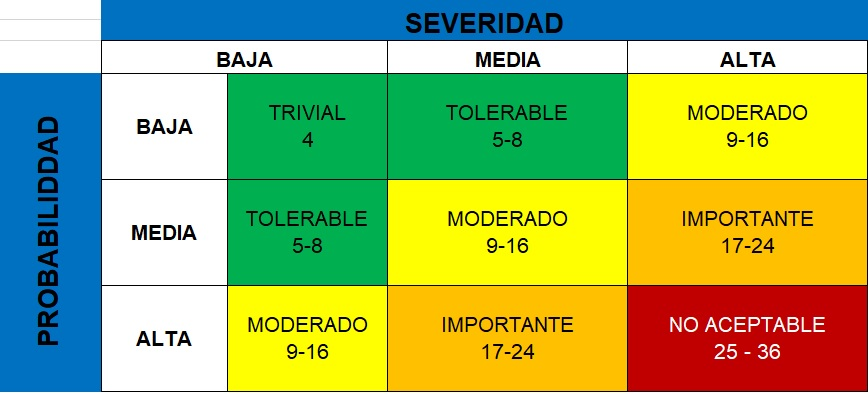 SEVERIDAD
BAJA MEDIA ALTA
PROBABILIDDAD
BAJA
TRIVIAL
4
TOLERABLE
5-8
MODERADO
9-16
MEDIA
TOLERABLE
5-8
MODERADO
9-16
IMPORTANTE
17-24
ALTA
MODERADO
9-16
IMPORTANTE
17-24
NO ACEPTABLE
25 - 36